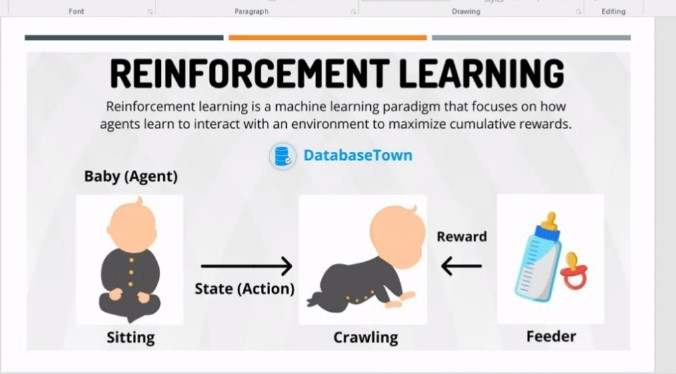 Font Paragraph Drawing Editing
REINFORCEMENT LEARNING
Reinforcement learning is a machine learning paradigm that focuses on how
agents learn to interact with an environment to maximize cumulative rewards.
DatabaseTown
Baby (Agent)
Reward
State (Action)
Sitting Crawling Feeder